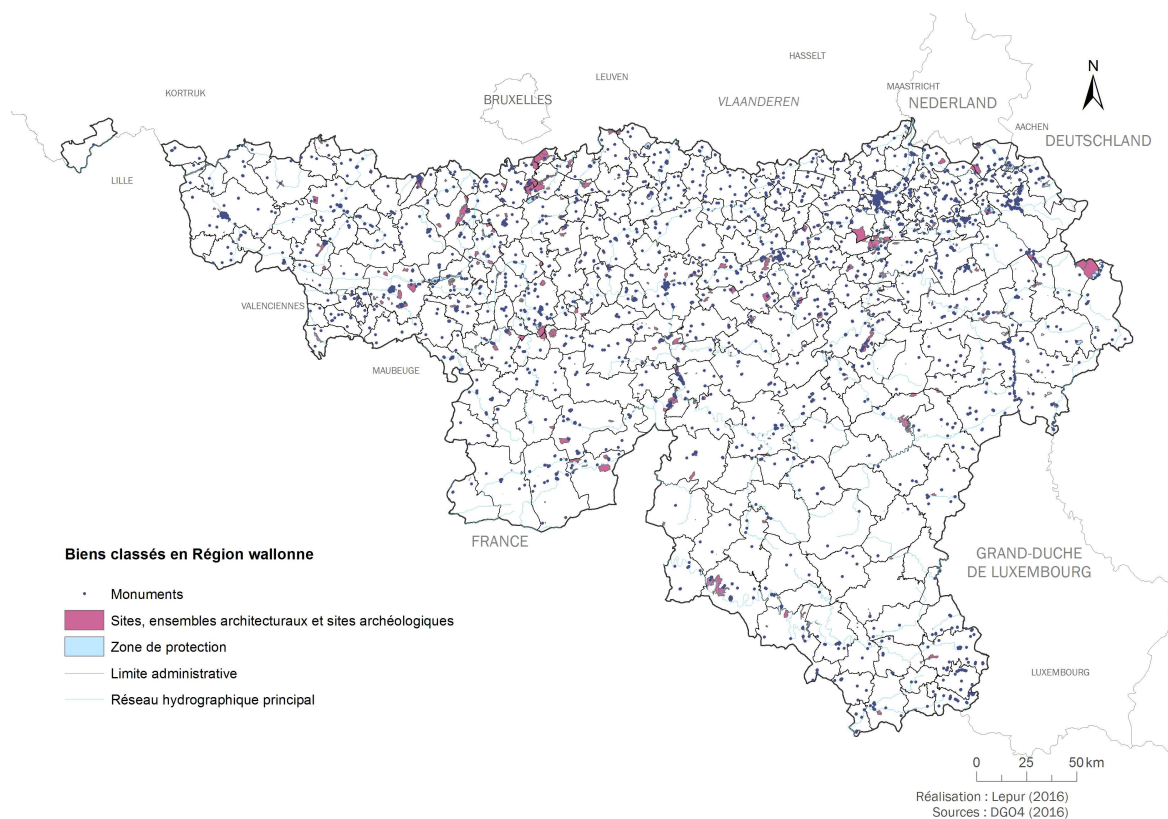 HASSELT
N
LEUVEN
MAASTRICHT
KORTRIJK
BRUXELLES
VLAANDEREN
NEDERLAND
AACHEN
DEUTSCHLAND
LILLE
VALENCIENNES
MAUBEUGE
FRANCE
GRAND-DUCHE
DE LUXEMBOURG
LUXEMBOURG
Biens classés en Région wallonne
Monuments
Sites, ensembles architecturaux et sites archéologiques
Zone de protection
Limite administrative
Réseau hydrographique principal
0 25 50 km
Réalisation : Lepur (2016)
Sources : DGO4 (2016)